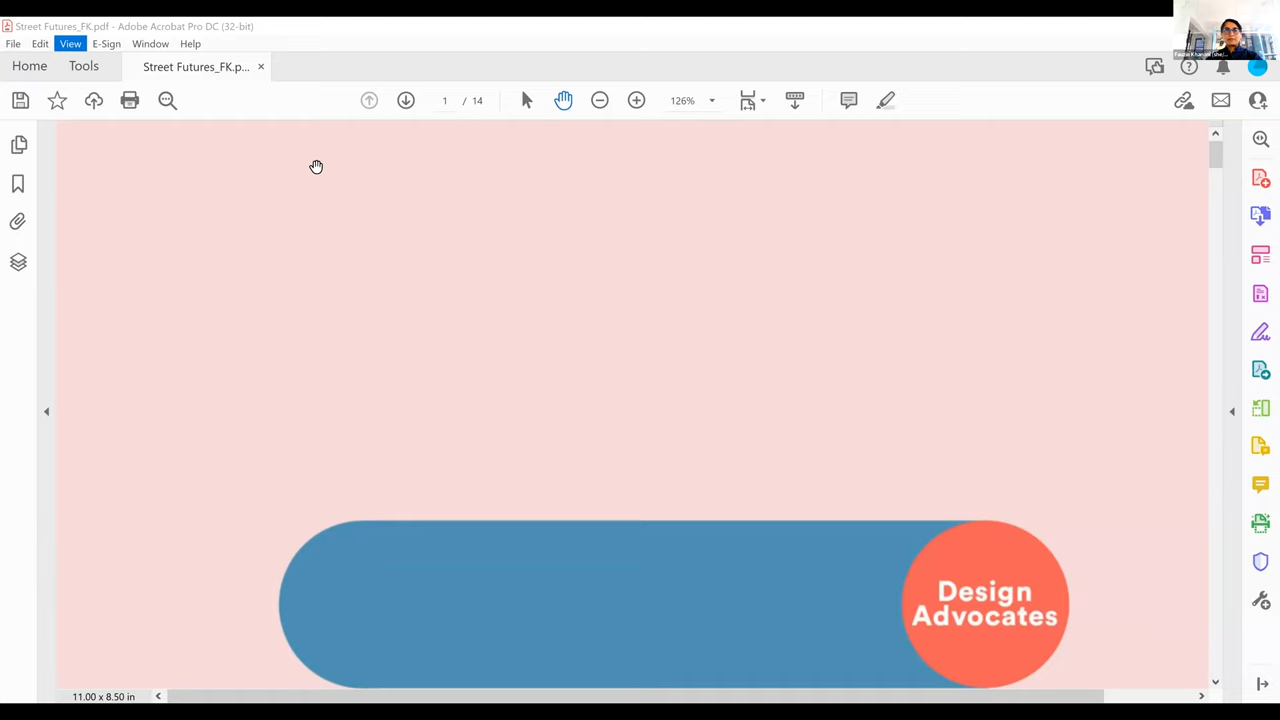 Street Futures_FK.pdf - Adobe Acrobat Pro DC (32-bit)
File Edit View E-Sign Window Help
Home Tools Street Futures_FK.p... ×
1 / 14 126%
Design
Advocates
11.00 x 8.50 in